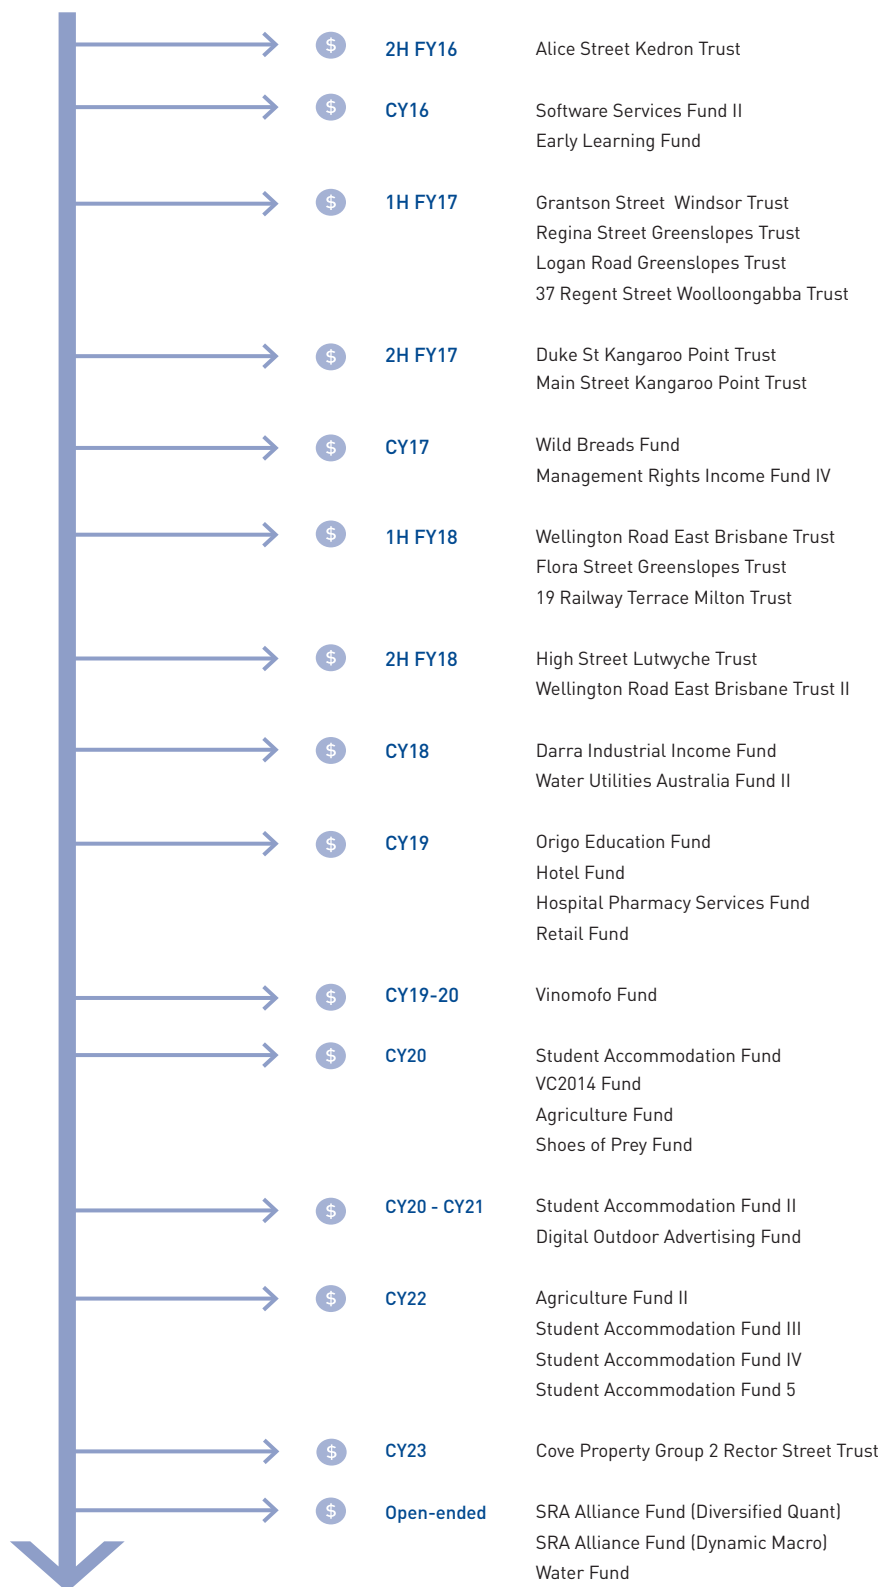 $ 2H FY16 Alice Street Kedron Trust
$ CY16 Software Services Fund II
Early Learning Fund
$ 1H FY17 Grantson Street Windsor Trust
Regina Street Greenslopes Trust
Logan Road Greenslopes Trust
37 Regent Street Woolloongabba Trust
$ 2H FY17 Duke St Kangaroo Point Trust
Main Street Kangaroo Point Trust
$ CY17 Wild Breads Fund
Management Rights Income Fund IV
$ 1H FY18 Wellington Road East Brisbane Trust
Flora Street Greenslopes Trust
19 Railway Terrace Milton Trust
$ 2H FY18 High Street Lutwyche Trust
Wellington Road East Brisbane Trust II
$ CY18 Darra Industrial Income Fund
Water Utilities Australia Fund II
$ CY19 Origo Education Fund
Hotel Fund
Hospital Pharmacy Services Fund
Retail Fund
$ CY19-20 Vinomofo Fund
$ CY20 Student Accommodation Fund
VC2014 Fund
Agriculture Fund
Shoes of Prey Fund
$ CY20 - CY21 Student Accommodation Fund II
Digital Outdoor Advertising Fund
$ CY22 Agriculture Fund II
Student Accommodation Fund III
Student Accommodation Fund IV
Student Accommodation Fund 5
$ CY23 Cove Property Group 2 Rector Street Trust
$ Open-ended SRA Alliance Fund (Diversified Quant)
SRA Alliance Fund (Dynamic Macro)
Water Fund